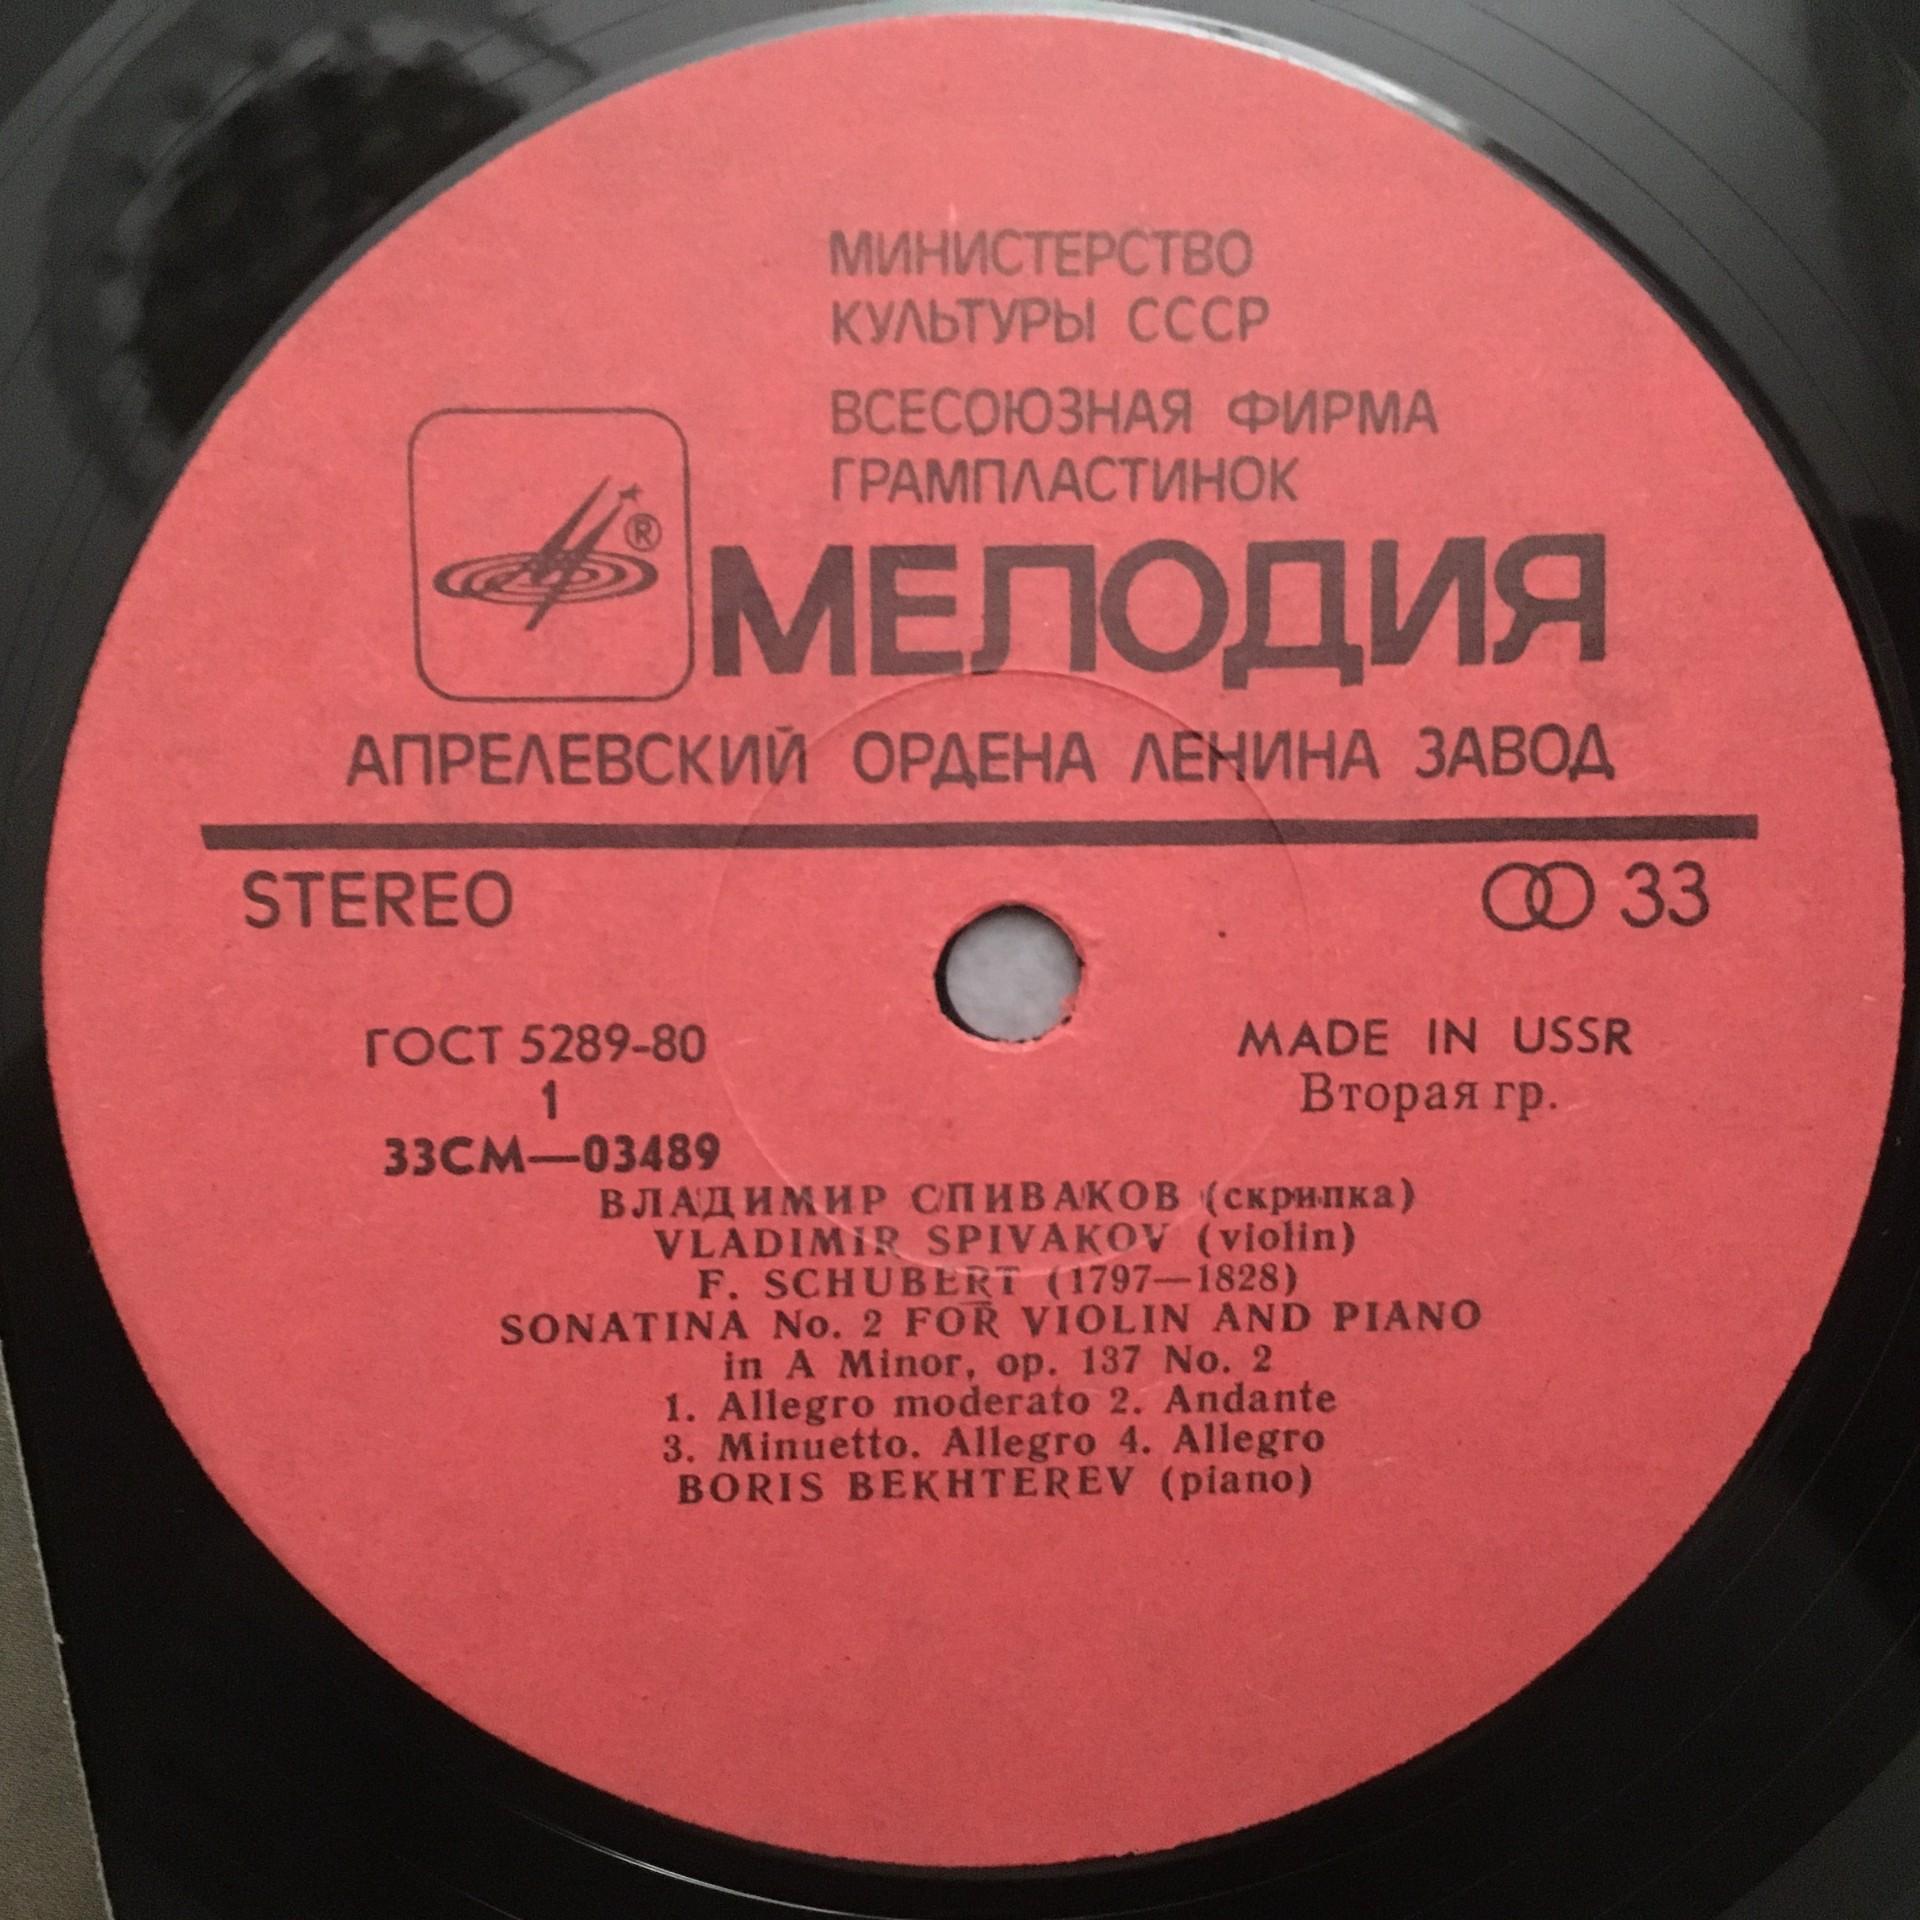 МИНИСТЕРСТВО
КУЛЬТУРЫ СССР
ВСЕСОЮЗНАЯ ФИРМА
ГРАМПЛАСТИНОК
®
МЕЛОДИЯ
АПРЕЛЕВСКИЙ ОРДЕНА ЛЕНИНА ЗАВОД
STEREO
33
ГОСТ 5289-80
MADE IN USSR
1
Вторая гр.
33СМ—03489
ВЛАДИМИР СПИВАКОВ (скрипка)
VLADIMIR SPIVAKOV (violin)
F. SCHUBERT (1797—1828)
SONATINA No. 2 FOR VIOLIN AND PIANO
in A Minor, op. 137 No. 2
1. Allegro moderato 2. Andante
3. Minuetto. Allegro 4. Allegro
BORIS BEKHTEREV (piano)